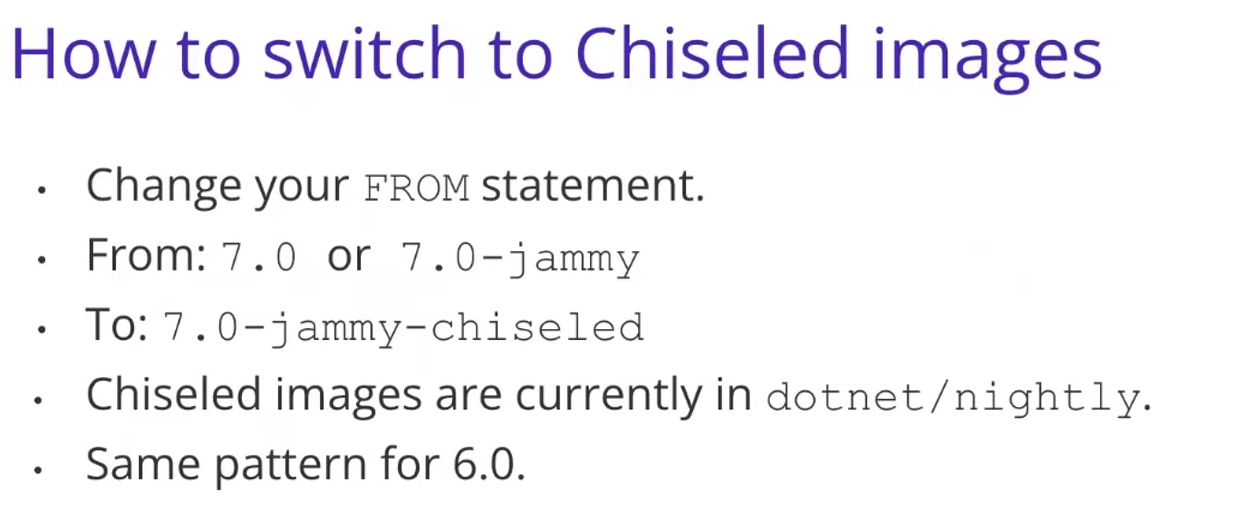 How to switch to Chiseled images
• Change your FROM statement.
• From: 7.0 or 7.0-jammy
• To: 7.0-jammy-chiseled
• Chiseled images are currently in dotnet/nightly.
• Same pattern for 6.0.